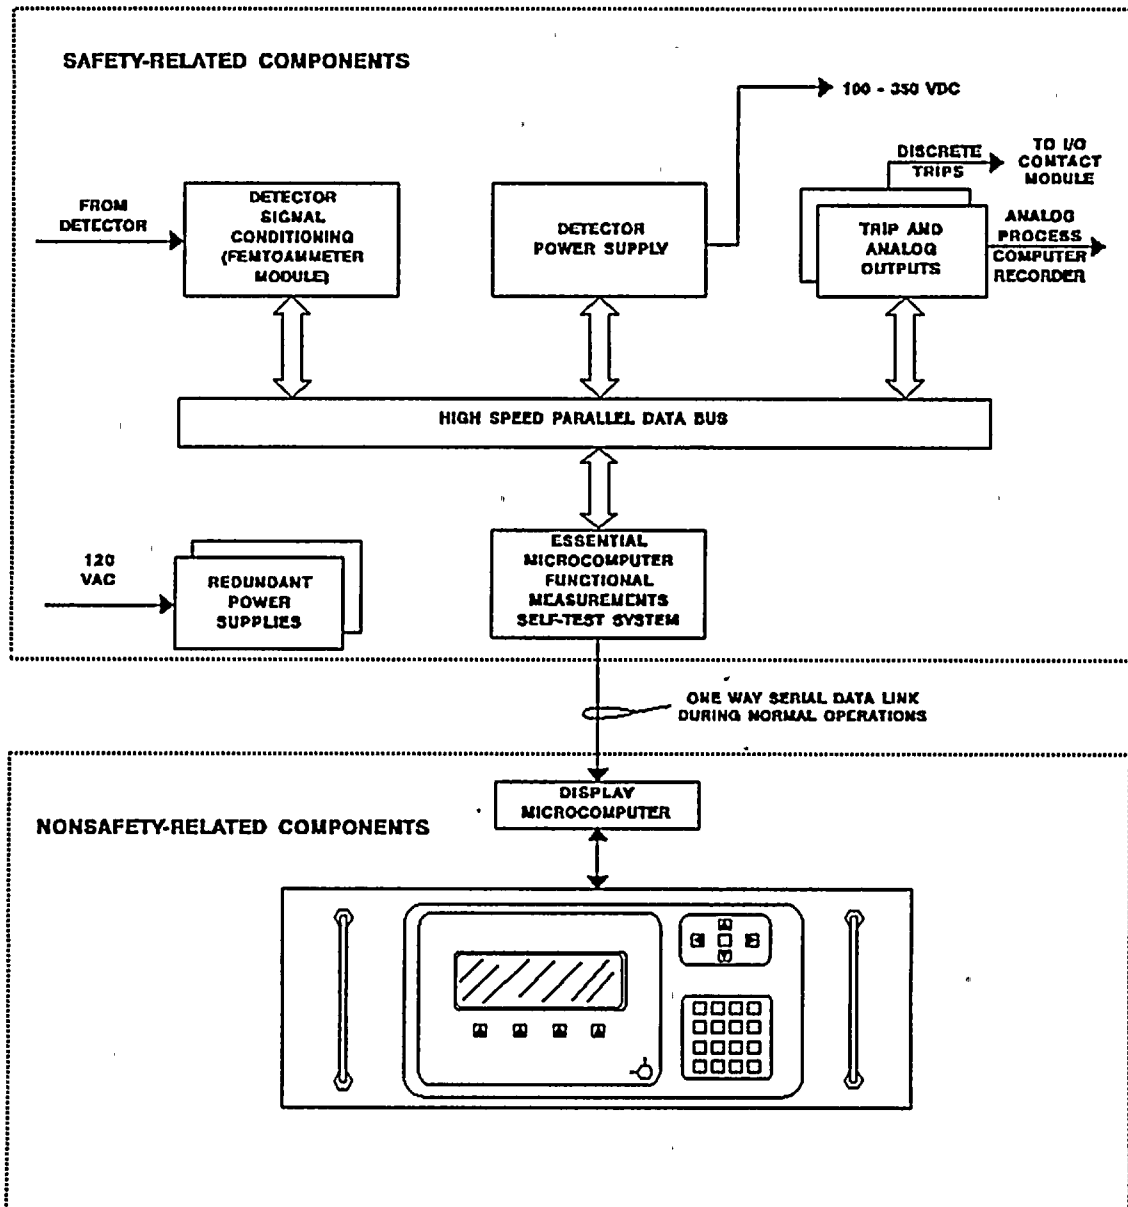 SAFETY-RELATED COMPONENTS
100 - 350 VDC
DISCRETE
TRIPS
TO I/O
CONTACT
MODULE
FROM
DETECTOR
DETECTOR
SIGNAL
CONDITIONING
(FEMTOAMMETER
MODULE)
DETECTOR
POWER SUPPLY
TRIP AND
ANALOG
OUTPUTS
ANALOG
PROCESS
COMPUTER
RECORDER
HIGH SPEED PARALLEL DATA BUS
120
VAC
REDUNDANT
POWER
SUPPLIES
ESSENTIAL
MICROCOMPUTER
FUNCTIONAL
MEASUREMENTS
SELF-TEST SYSTEM
ONE WAY SERIAL DATA LINK
DURING NORMAL OPERATIONS
DISPLAY
MICROCOMPUTER
NONSAFETY-RELATED COMPONENTS